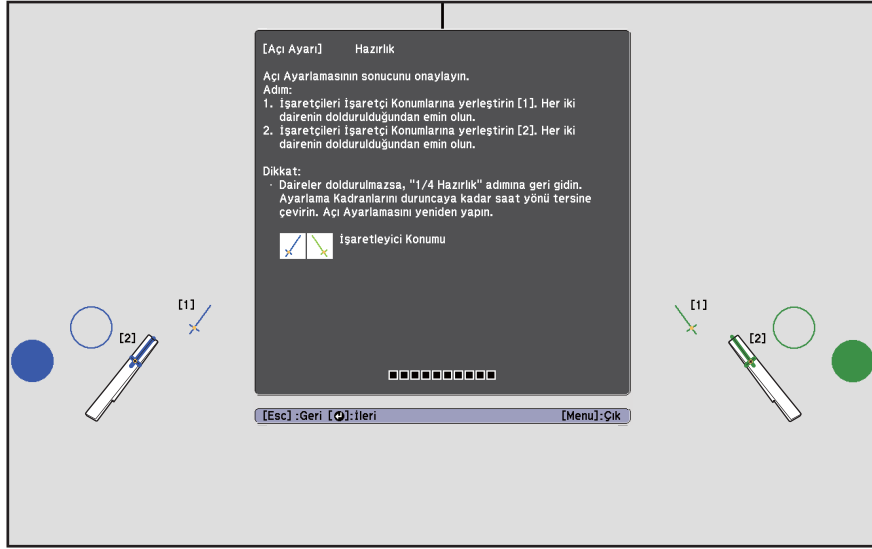 [Açı Ayarı] Hazırlık
Açı Ayarlamasının sonucunu onaylayın.
Adım:
1. İşaretçileri İşaretçi Konumlarına yerleştirin [1]. Her iki
dairenin doldurulduğundan emin olun.
2. İşaretçileri İşaretçi Konumlarına yerleştirin [2]. Her iki
dairenin doldurulduğundan emin olun.
Dikkat:
· Daireler doldurulmazsa, "1/4 Hazırlık" adımına geri gidin.
Ayarlama Kadranlarını duruncaya kadar saat yönü tersine
çevirin. Açı Ayarlamasını yeniden yapın.
İşaretleyici Konumu
[1]
[2]
[1]
[2]
[Esc] :Geri [↵]:İleri [Menu]:Çık